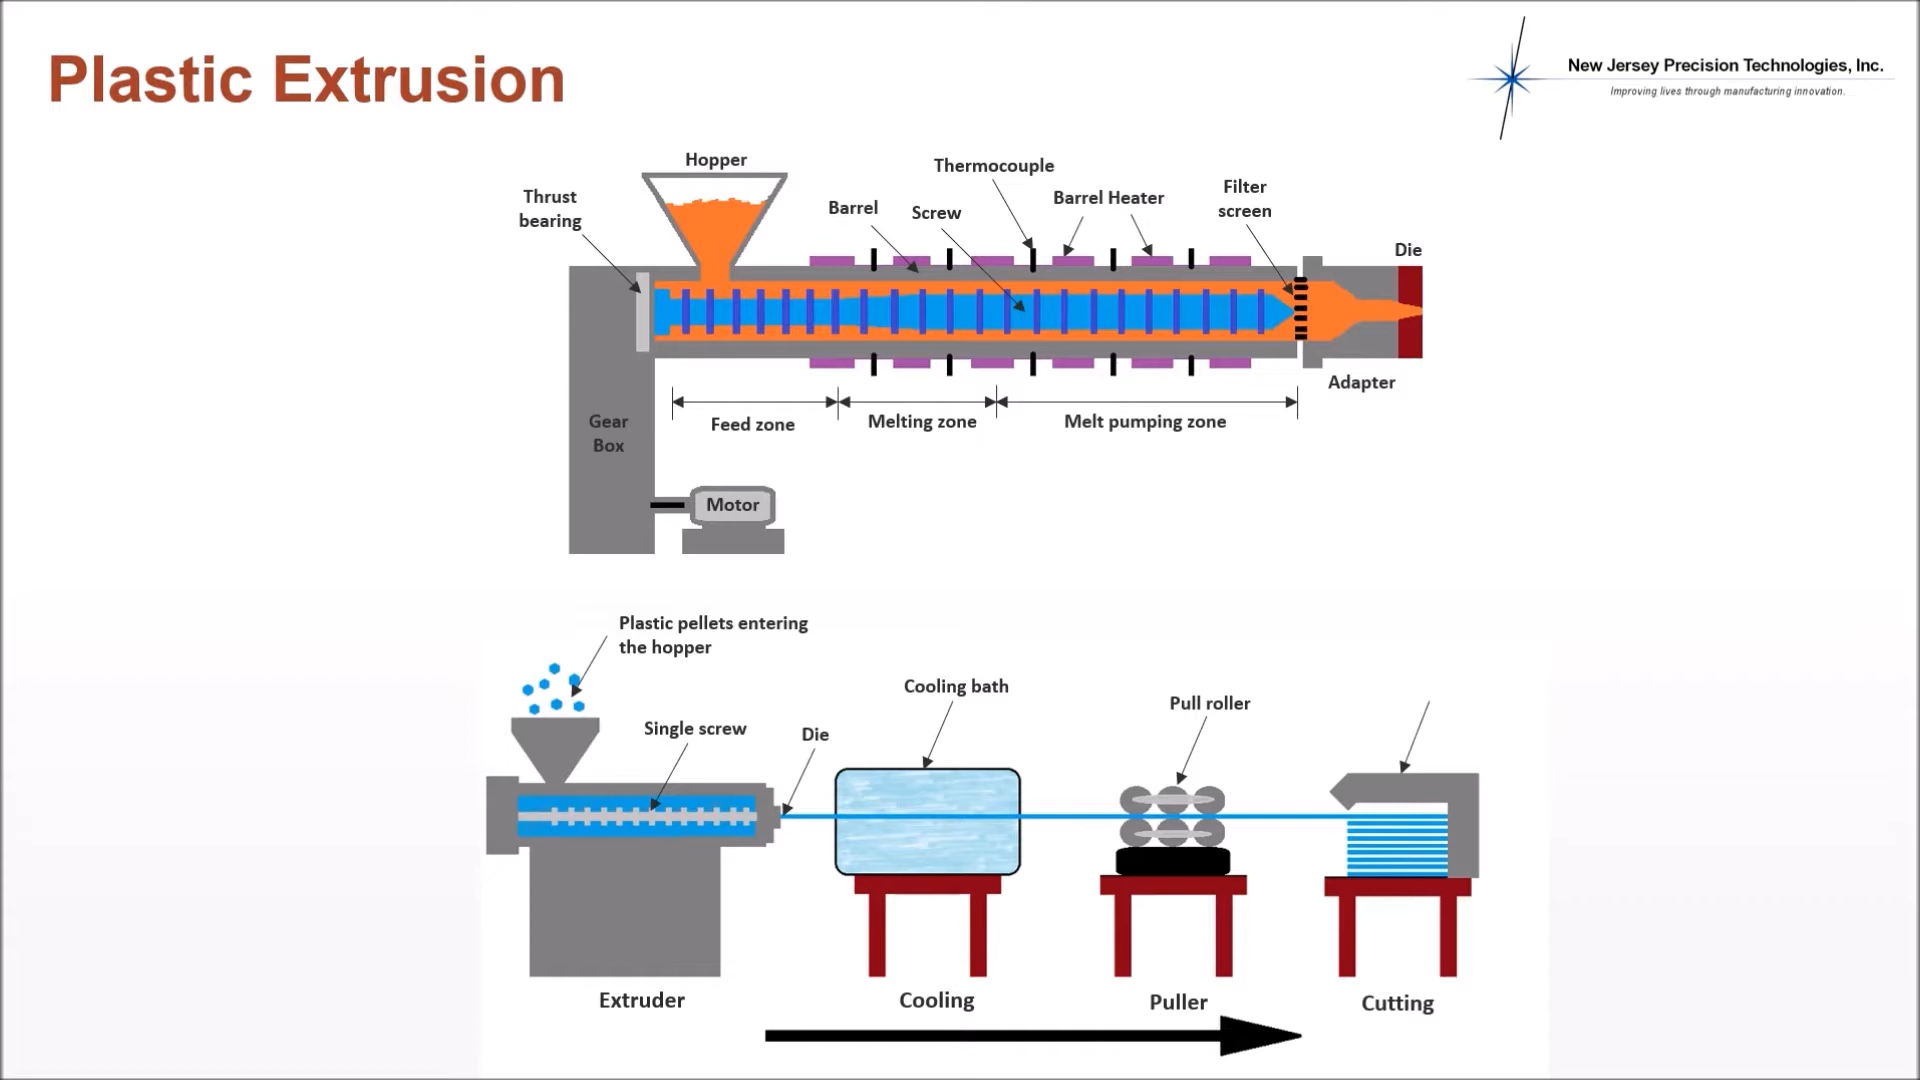 Plastic Extrusion
New Jersey Precision Technologies, Inc.
Improving lives through manufacturing innovation.
Hopper
Thermocouple
Thrust
bearing
Barrel
Screw
Barrel Heater
Filter
screen
Die
Adapter
Feed zone
Melting zone
Melt pumping zone
Gear
Box
Motor
Plastic pellets entering
the hopper
Single screw
Die
Cooling bath
Pull roller
Extruder
Cooling
Puller
Cutting